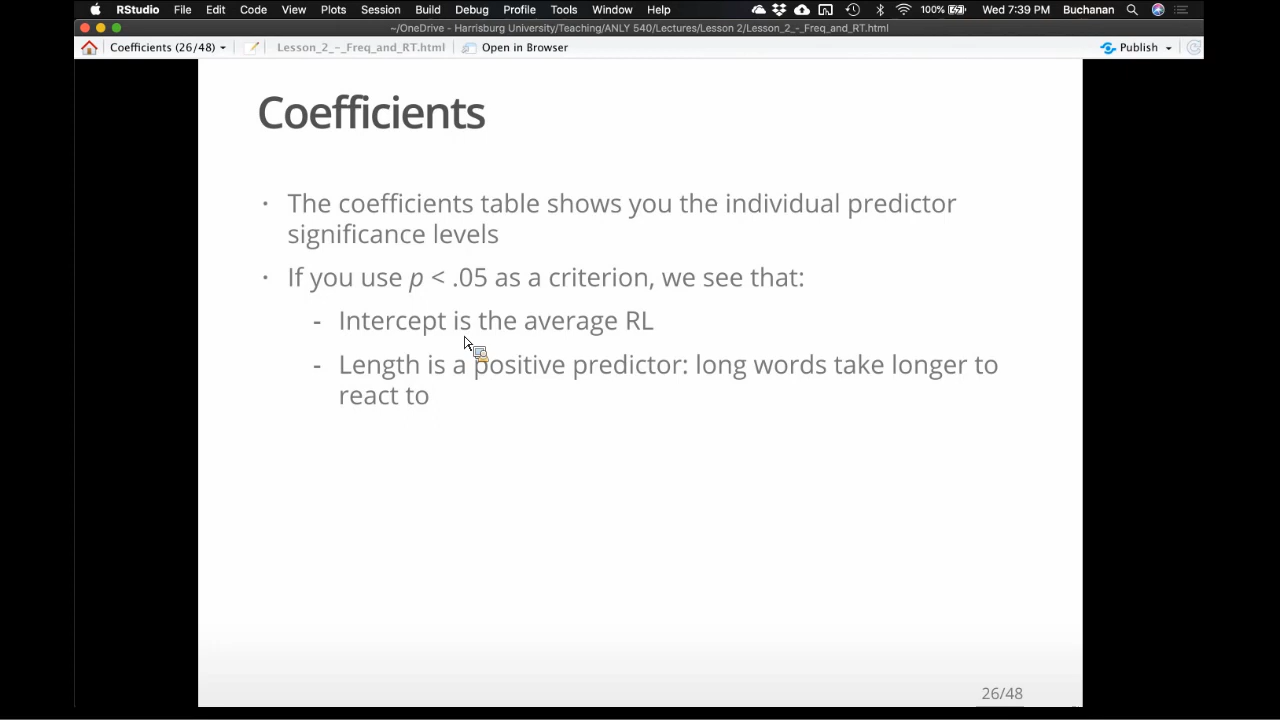 RStudio File Edit Code View Plots Session Build Debug Profile Tools Window Help 100% Wed 7:39 PM Buchanan
~/OneDrive - Harrisburg University/Teaching/ANLY 540/Lectures/Lesson 2/Lesson_2_-_Freq_and_RT.html
Coefficients (26/48) Lesson_2_-_Freq_and_RT.html Open in Browser Publish
Coefficients
· The coefficients table shows you the individual predictor
significance levels
· If you use p < .05 as a criterion, we see that:
- Intercept is the average RL
- Length is a positive predictor: long words take longer to
react to
26/48